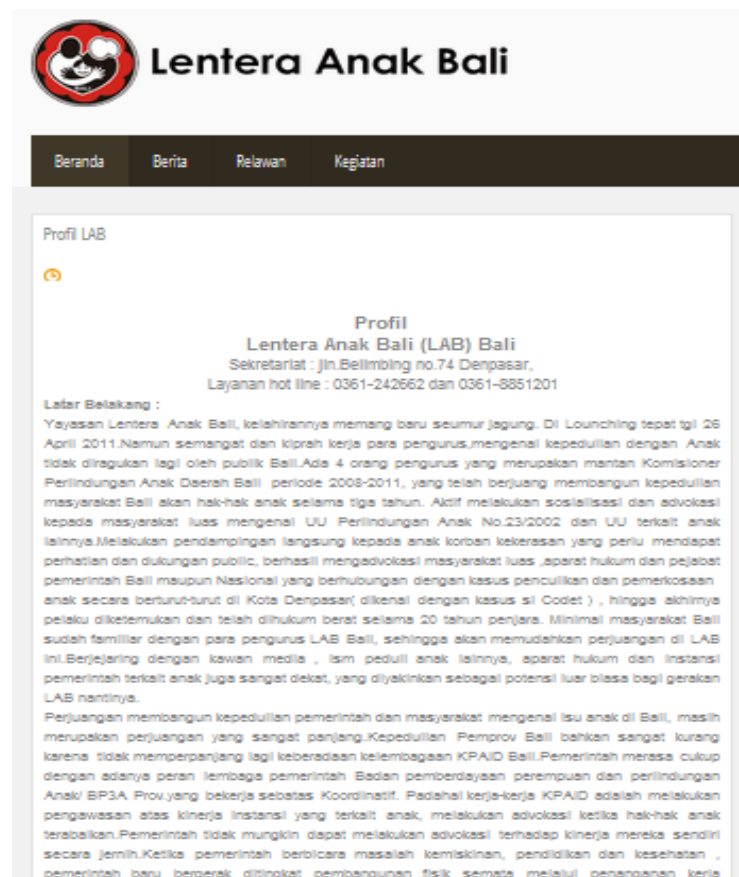 Lentera Anak Bali
Beranda Berita Relawan Kegiatan
Profil LAB
Profil
Lentera Anak Bali (LAB) Bali
Sekretariat : jln.Belimbing no.74 Denpasar,
Layanan hot line : 0361-242662 dan 0361-8851201
Latar Belakang :
Yayasan Lentera Anak Bali, kelahirannya memang baru seumur jagung. Di Lounching tepat tgl 26
April 2011.Namun semangat dan kiprah kerja para pengurus,mengenai kepedulian dengan Anak
tidak diragukan lagi oleh publik Bali.Ada 4 orang pengurus yang merupakan mantan Komisioner
Perlindungan Anak Daerah Bali periode 2008-2011, yang telah berjuang membangun kepedulian
masyarakat Bali akan hak-hak anak selama tiga tahun. Aktif melakukan sosialisasi dan advokasi
kepada masyarakat luas mengenai UU Perlindungan Anak No.23/2002 dan UU terkait anak
lainnya.Melakukan pendampingan langsung kepada anak korban kekerasan yang perlu mendapat
perhatian dan dukungan public, berhasil mengadvokasi masyarakat luas ,aparat hukum dan pejabat
pemerintah Bali maupun Nasional yang berhubungan dengan kasus penculikan dan pemerkosaan
anak secara berturut-turut di Kota Denpasar( dikenal dengan kasus si Codet ) , hingga akhirnya
pelaku diketemukan dan telah dihukum berat selama 20 tahun penjara. Minimal masyarakat Bali
sudah familiar dengan para pengurus LAB Bali, sehingga akan memudahkan perjuangan di LAB
ini.Berjejaring dengan kawan media , lsm peduli anak lainnya, aparat hukum dan instansi
pemerintah terkait anak juga sangat dekat, yang diyakinkan sebagai potensi luar biasa bagi gerakan
LAB nantinya.
Perjuangan membangun kepedulian pemerintah dan masyarakat mengenai isu anak di Bali, masih
merupakan perjuangan yang sangat panjang.Kepedulian Pemprov Bali bahkan sangat kurang
karena tidak memperpanjang lagi keberadaan kelembagaan KPAID Bali.Pemerintah merasa cukup
dengan adanya peran lembaga pemerintah Badan pemberdayaan perempuan dan perlindungan
Anak/ BP3A Prov.yang bekerja sebatas Koordinatif. Padahal kerja-kerja KPAID adalah melakukan
pengawasan atas kinerja instansi yang terkait anak, melakukan advokasi ketika hak-hak anak
terabaikan.Pemerintah tidak mungkin dapat melakukan advokasi terhadap kinerja mereka sendiri
secara jernih.Ketika pemerintah berbicara masalah kemiskinan, pendidikan dan kesehatan ,
pemerintah baru bergerak ditingkat pembangunan fisik semata melalui penanganan kerja